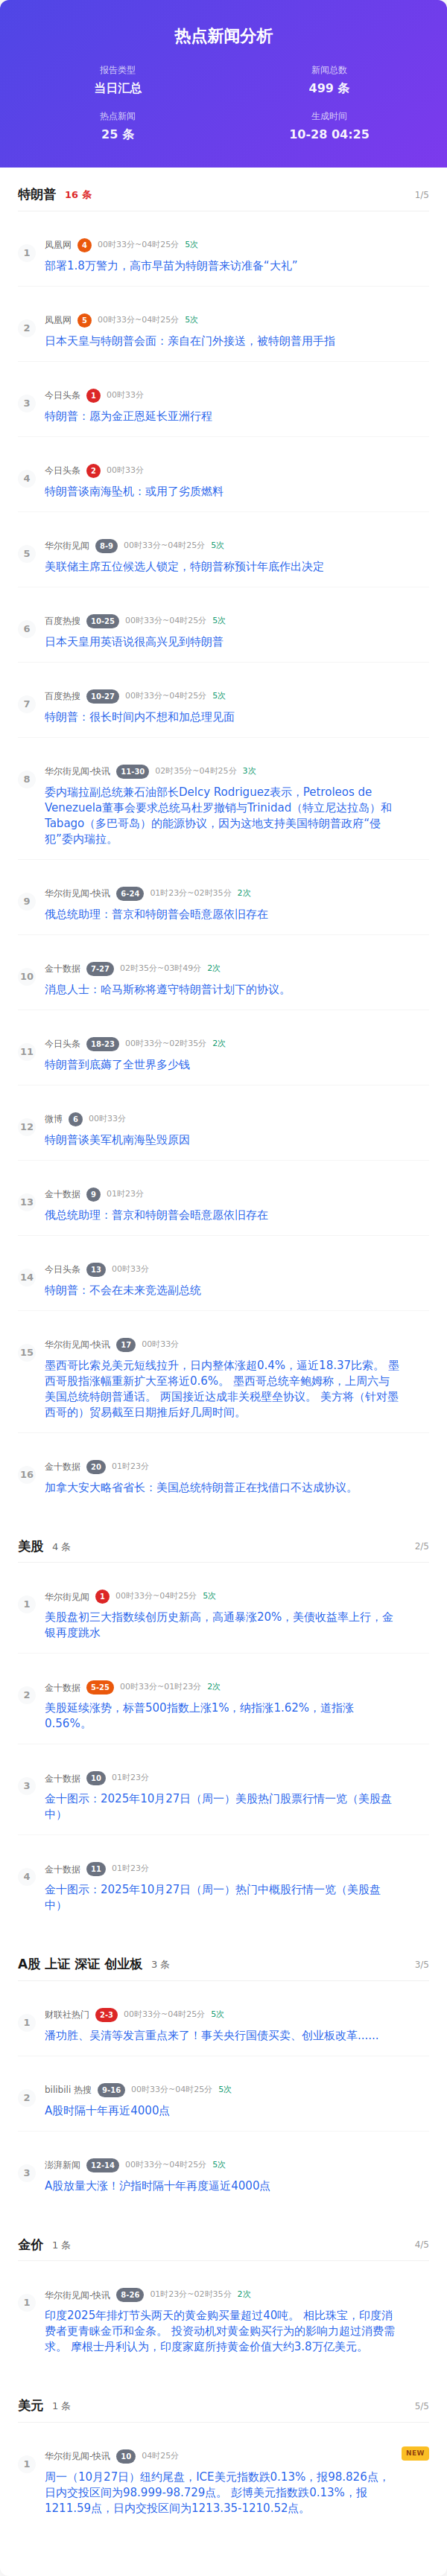 热点新闻分析
报告类型
当日汇总
新闻总数
499 条
热点新闻
25 条
生成时间
10-28 04:25
特朗普 16 条 1/5
1
凤凰网 4 00时33分~04时25分 5次
部署1.8万警力，高市早苗为特朗普来访准备“大礼”
2
凤凰网 5 00时33分~04时25分 5次
日本天皇与特朗普会面：亲自在门外接送，被特朗普用手指
3
今日头条 1 00时33分
特朗普：愿为金正恩延长亚洲行程
4
今日头条 2 00时33分
特朗普谈南海坠机：或用了劣质燃料
5
华尔街见闻 8-9 00时33分~04时25分 5次
美联储主席五位候选人锁定，特朗普称预计年底作出决定
6
百度热搜 10-25 00时33分~04时25分 5次
日本天皇用英语说很高兴见到特朗普
7
百度热搜 10-27 00时33分~04时25分 5次
特朗普：很长时间内不想和加总理见面
8
华尔街见闻-快讯 11-30 02时35分~04时25分 3次
委内瑞拉副总统兼石油部长Delcy Rodriguez表示，Petroleos de
Venezuela董事会要求总统马杜罗撤销与Trinidad（特立尼达拉岛）和
Tabago（多巴哥岛）的能源协议，因为这地方支持美国特朗普政府“侵
犯”委内瑞拉。
9
华尔街见闻-快讯 6-24 01时23分~02时35分 2次
俄总统助理：普京和特朗普会晤意愿依旧存在
10
金十数据 7-27 02时35分~03时49分 2次
消息人士：哈马斯称将遵守特朗普计划下的协议。
11
今日头条 18-23 00时33分~02时35分 2次
特朗普到底薅了全世界多少钱
12
微博 6 00时33分
特朗普谈美军机南海坠毁原因
13
金十数据 9 01时23分
俄总统助理：普京和特朗普会晤意愿依旧存在
14
今日头条 13 00时33分
特朗普：不会在未来竞选副总统
15
华尔街见闻-快讯 17 00时33分
墨西哥比索兑美元短线拉升，日内整体涨超0.4%，逼近18.37比索。 墨
西哥股指涨幅重新扩大至将近0.6%。 墨西哥总统辛鲍姆称，上周六与
美国总统特朗普通话。 两国接近达成非关税壁垒协议。 美方将（针对墨
西哥的）贸易截至日期推后好几周时间。
16
金十数据 20 01时23分
加拿大安大略省省长：美国总统特朗普正在找借口不达成协议。
美股 4 条 2/5
1
华尔街见闻 1 00时33分~04时25分 5次
美股盘初三大指数续创历史新高，高通暴涨20%，美债收益率上行，金
银再度跳水
2
金十数据 5-25 00时33分~01时23分 2次
美股延续涨势，标普500指数上涨1%，纳指涨1.62%，道指涨
0.56%。
3
金十数据 10 01时23分
金十图示：2025年10月27日（周一）美股热门股票行情一览（美股盘
中）
4
金十数据 11 01时23分
金十图示：2025年10月27日（周一）热门中概股行情一览（美股盘
中）
A股 上证 深证 创业板 3 条 3/5
1
财联社热门 2-3 00时33分~04时25分 5次
潘功胜、吴清等发言重点来了！事关央行国债买卖、创业板改革……
2
bilibili 热搜 9-16 00时33分~04时25分 5次
A股时隔十年再近4000点
3
澎湃新闻 12-14 00时33分~04时25分 5次
A股放量大涨！沪指时隔十年再度逼近4000点
金价 1 条 4/5
1
华尔街见闻-快讯 8-26 01时23分~02时35分 2次
印度2025年排灯节头两天的黄金购买量超过40吨。 相比珠宝，印度消
费者更青睐金币和金条。 投资动机对黄金购买行为的影响力超过消费需
求。 摩根士丹利认为，印度家庭所持黄金价值大约3.8万亿美元。
美元 1 条 5/5
1
华尔街见闻-快讯 10 04时25分 NEW
周一（10月27日）纽约尾盘，ICE美元指数跌0.13%，报98.826点，
日内交投区间为98.999-98.729点。 彭博美元指数跌0.13%，报
1211.59点，日内交投区间为1213.35-1210.52点。